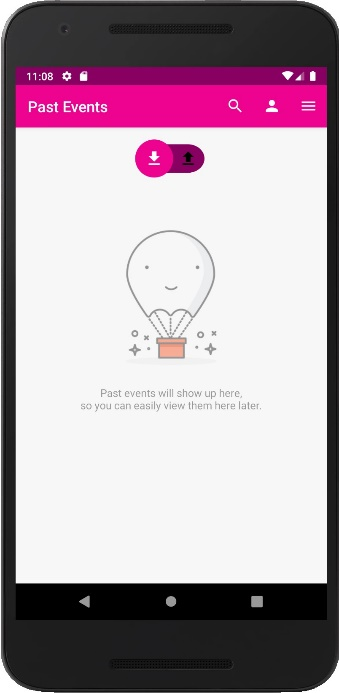 11:08
Past Events
Past events will show up here,
so you can easily view them here later.